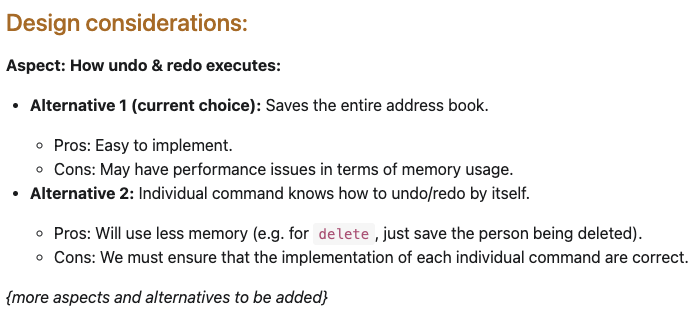 Design considerations:
Aspect: How undo & redo executes:
Alternative 1 (current choice): Saves the entire address book.
Pros: Easy to implement.
Cons: May have performance issues in terms of memory usage.
Alternative 2: Individual command knows how to undo/redo by itself.
Pros: Will use less memory (e.g. for delete, just save the person being deleted).
Cons: We must ensure that the implementation of each individual command are correct.
{more aspects and alternatives to be added}